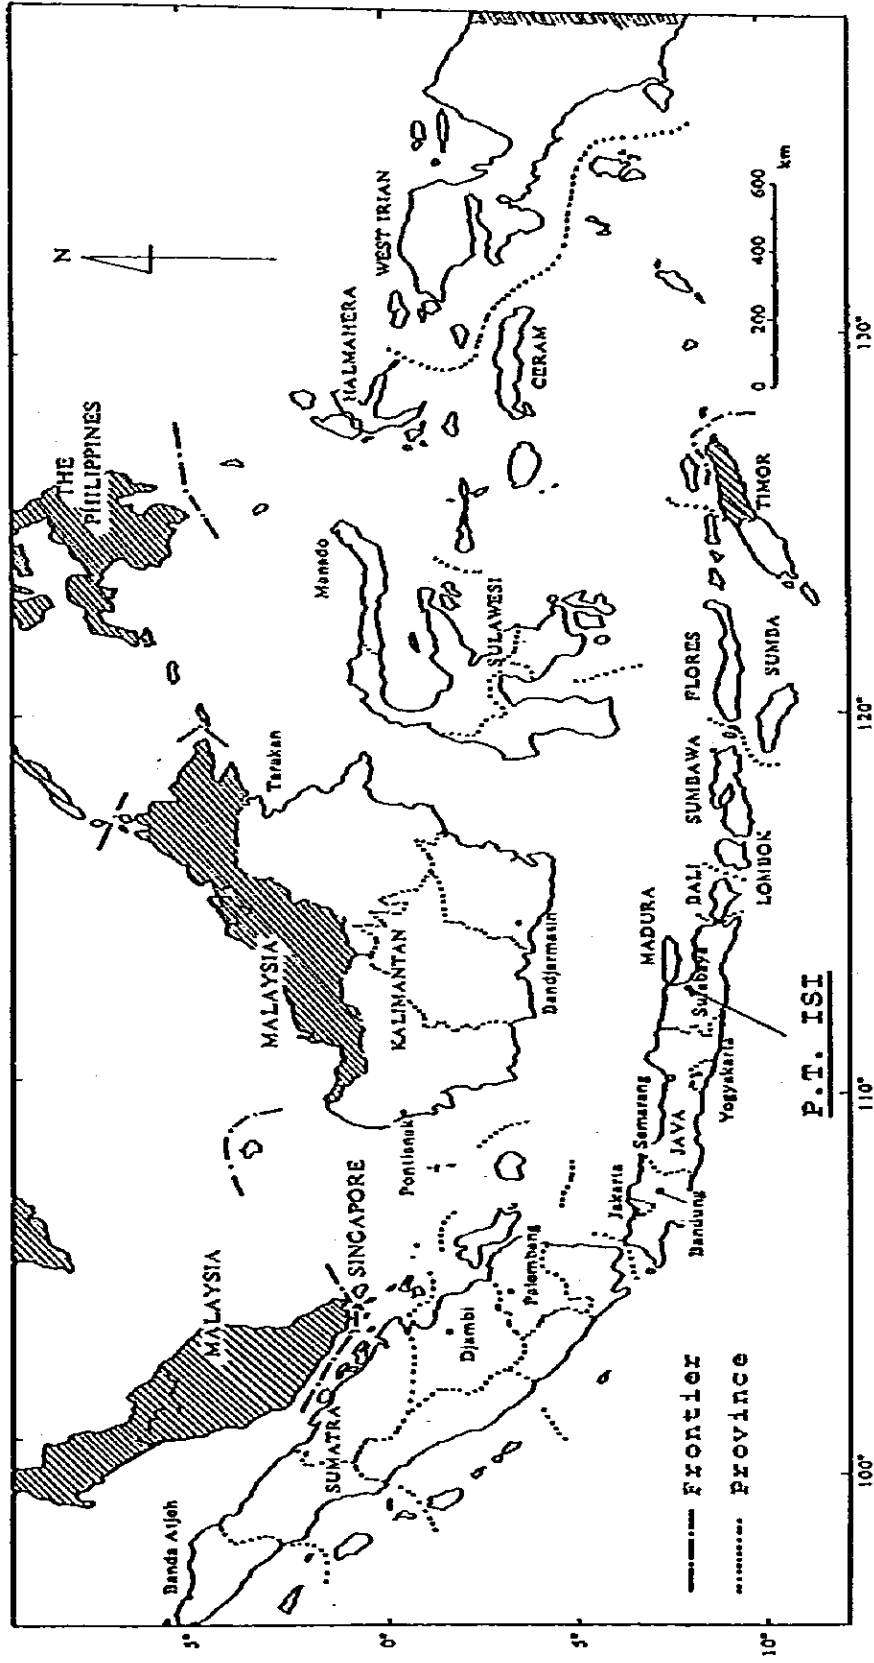 N
THE
PHILIPPINES
MALAYSIA
MALAYSIA
SINGAPORE
Banda Atjeh
SUMATRA
Djambi
Palembang
Pontianak
KALIMANTAN
Tarakan
Bandjarmasin
Manado
SULAWESI
HALMAHERA
WEST IRIAN
CERAM
Jakarta
Bandung
Semarang
JAVA
Yogyakarta
Surabaya
MADURA
BALI
LOMBOK
SUMBAWA
FLORES
SUMBA
TIMOR
P.T. ISI
Frontier
Province
0 200 400 600
km
5°
0°
5°
10°
100°
110°
120°
130°